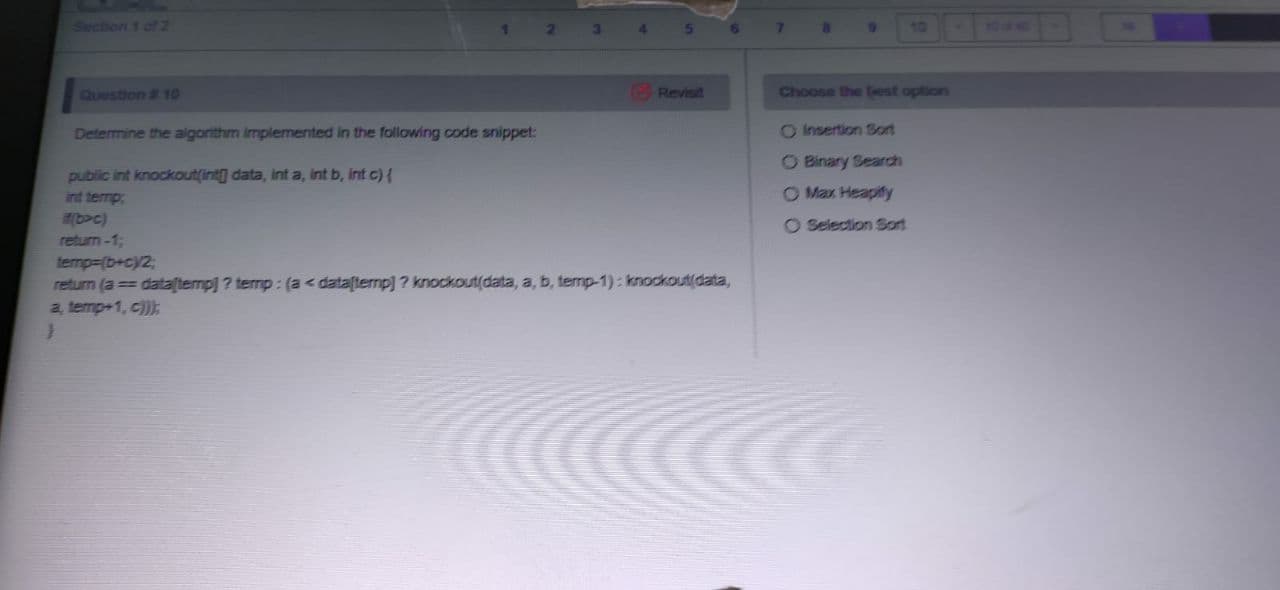 Section 1 of 2
1 2 3 4 5 6 7 8 9 10
Question # 10
Revisit
Determine the algorithm implemented in the following code snippet:
public int knockout(int[] data, int a, int b, int c) {
int temp;
if(b>c)
return -1;
temp=(b+c)/2;
return (a == data[temp] ? temp : (a < data[temp] ? knockout(data, a, b, temp-1) : knockout(data,
a, temp+1, c)));
}
Choose the best option
Insertion Sort
Binary Search
Max Heapify
Selection Sort